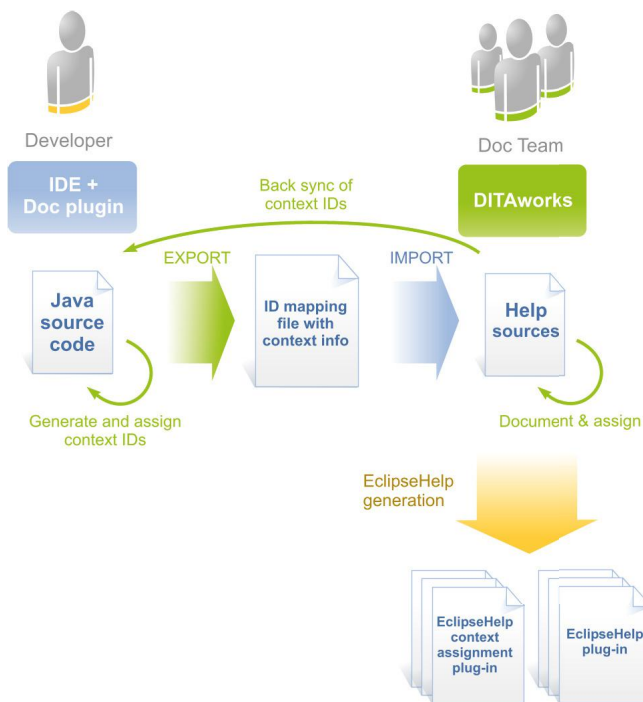 Developer
Doc Team
IDE +
Doc plugin
DITAworks
Back sync of
context IDs
EXPORT
IMPORT
Java
source
code
ID mapping
file with
context info
Help
sources
Generate and assign
context IDs
Document & assign
EclipseHelp
generation
EclipseHelp
context
assignment
plug-in
EclipseHelp
plug-in